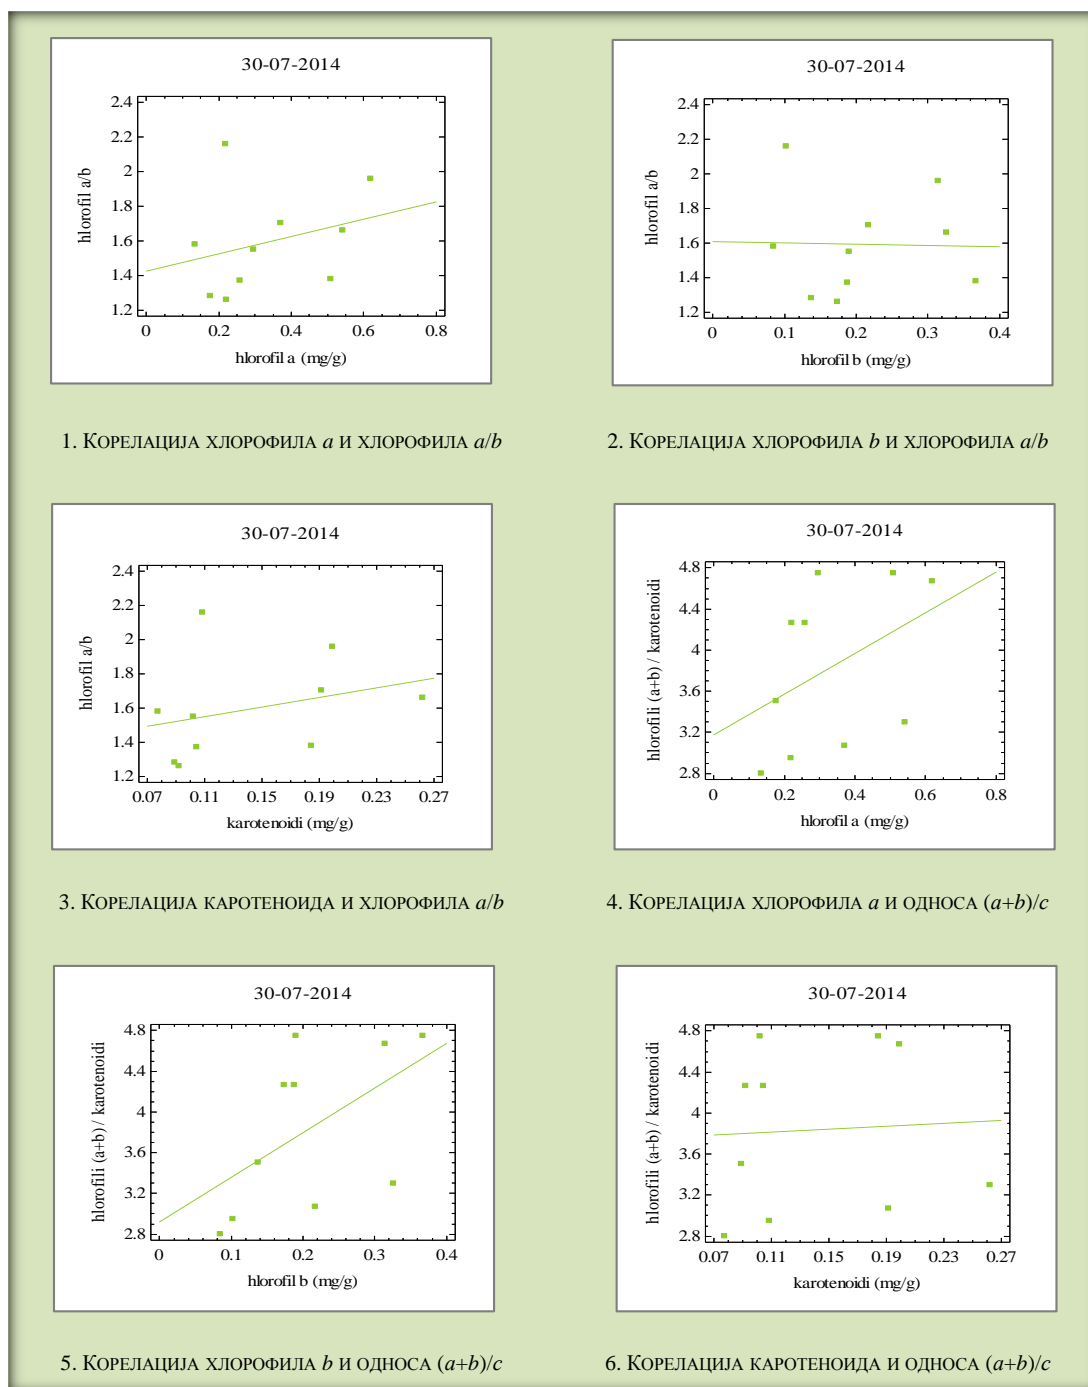 30-07-2014
2.4
2.2
2
1.8
1.6
1.4
1.2
hlorofil a/b
0 0.2 0.4 0.6 0.8
hlorofil a (mg/g)
1. КОРЕЛАЦИЈА ХЛОРОФИЛА a И ХЛОРОФИЛА a/b
30-07-2014
2.4
2.2
2
1.8
1.6
1.4
1.2
hlorofil a/b
0 0.1 0.2 0.3 0.4
hlorofil b (mg/g)
2. КОРЕЛАЦИЈА ХЛОРОФИЛА b И ХЛОРОФИЛА a/b
30-07-2014
2.4
2.2
2
1.8
1.6
1.4
1.2
hlorofil a/b
0.07 0.11 0.15 0.19 0.23 0.27
karotenoidi (mg/g)
3. КОРЕЛАЦИЈА КАРОТЕНОИДА И ХЛОРОФИЛА a/b
30-07-2014
4.8
4.4
4
3.6
3.2
2.8
hlorofili (a+b) / karotenoidi
0 0.2 0.4 0.6 0.8
hlorofil a (mg/g)
4. КОРЕЛАЦИЈА ХЛОРОФИЛА a И ОДНОСА (a+b)/c
30-07-2014
4.8
4.4
4
3.6
3.2
2.8
hlorofili (a+b) / karotenoidi
0 0.1 0.2 0.3 0.4
hlorofil b (mg/g)
5. КОРЕЛАЦИЈА ХЛОРОФИЛА b И ОДНОСА (a+b)/c
30-07-2014
4.8
4.4
4
3.6
3.2
2.8
hlorofili (a+b) / karotenoidi
0.07 0.11 0.15 0.19 0.23 0.27
karotenoidi (mg/g)
6. КОРЕЛАЦИЈА КАРОТЕНОИДА И ОДНОСА (a+b)/c